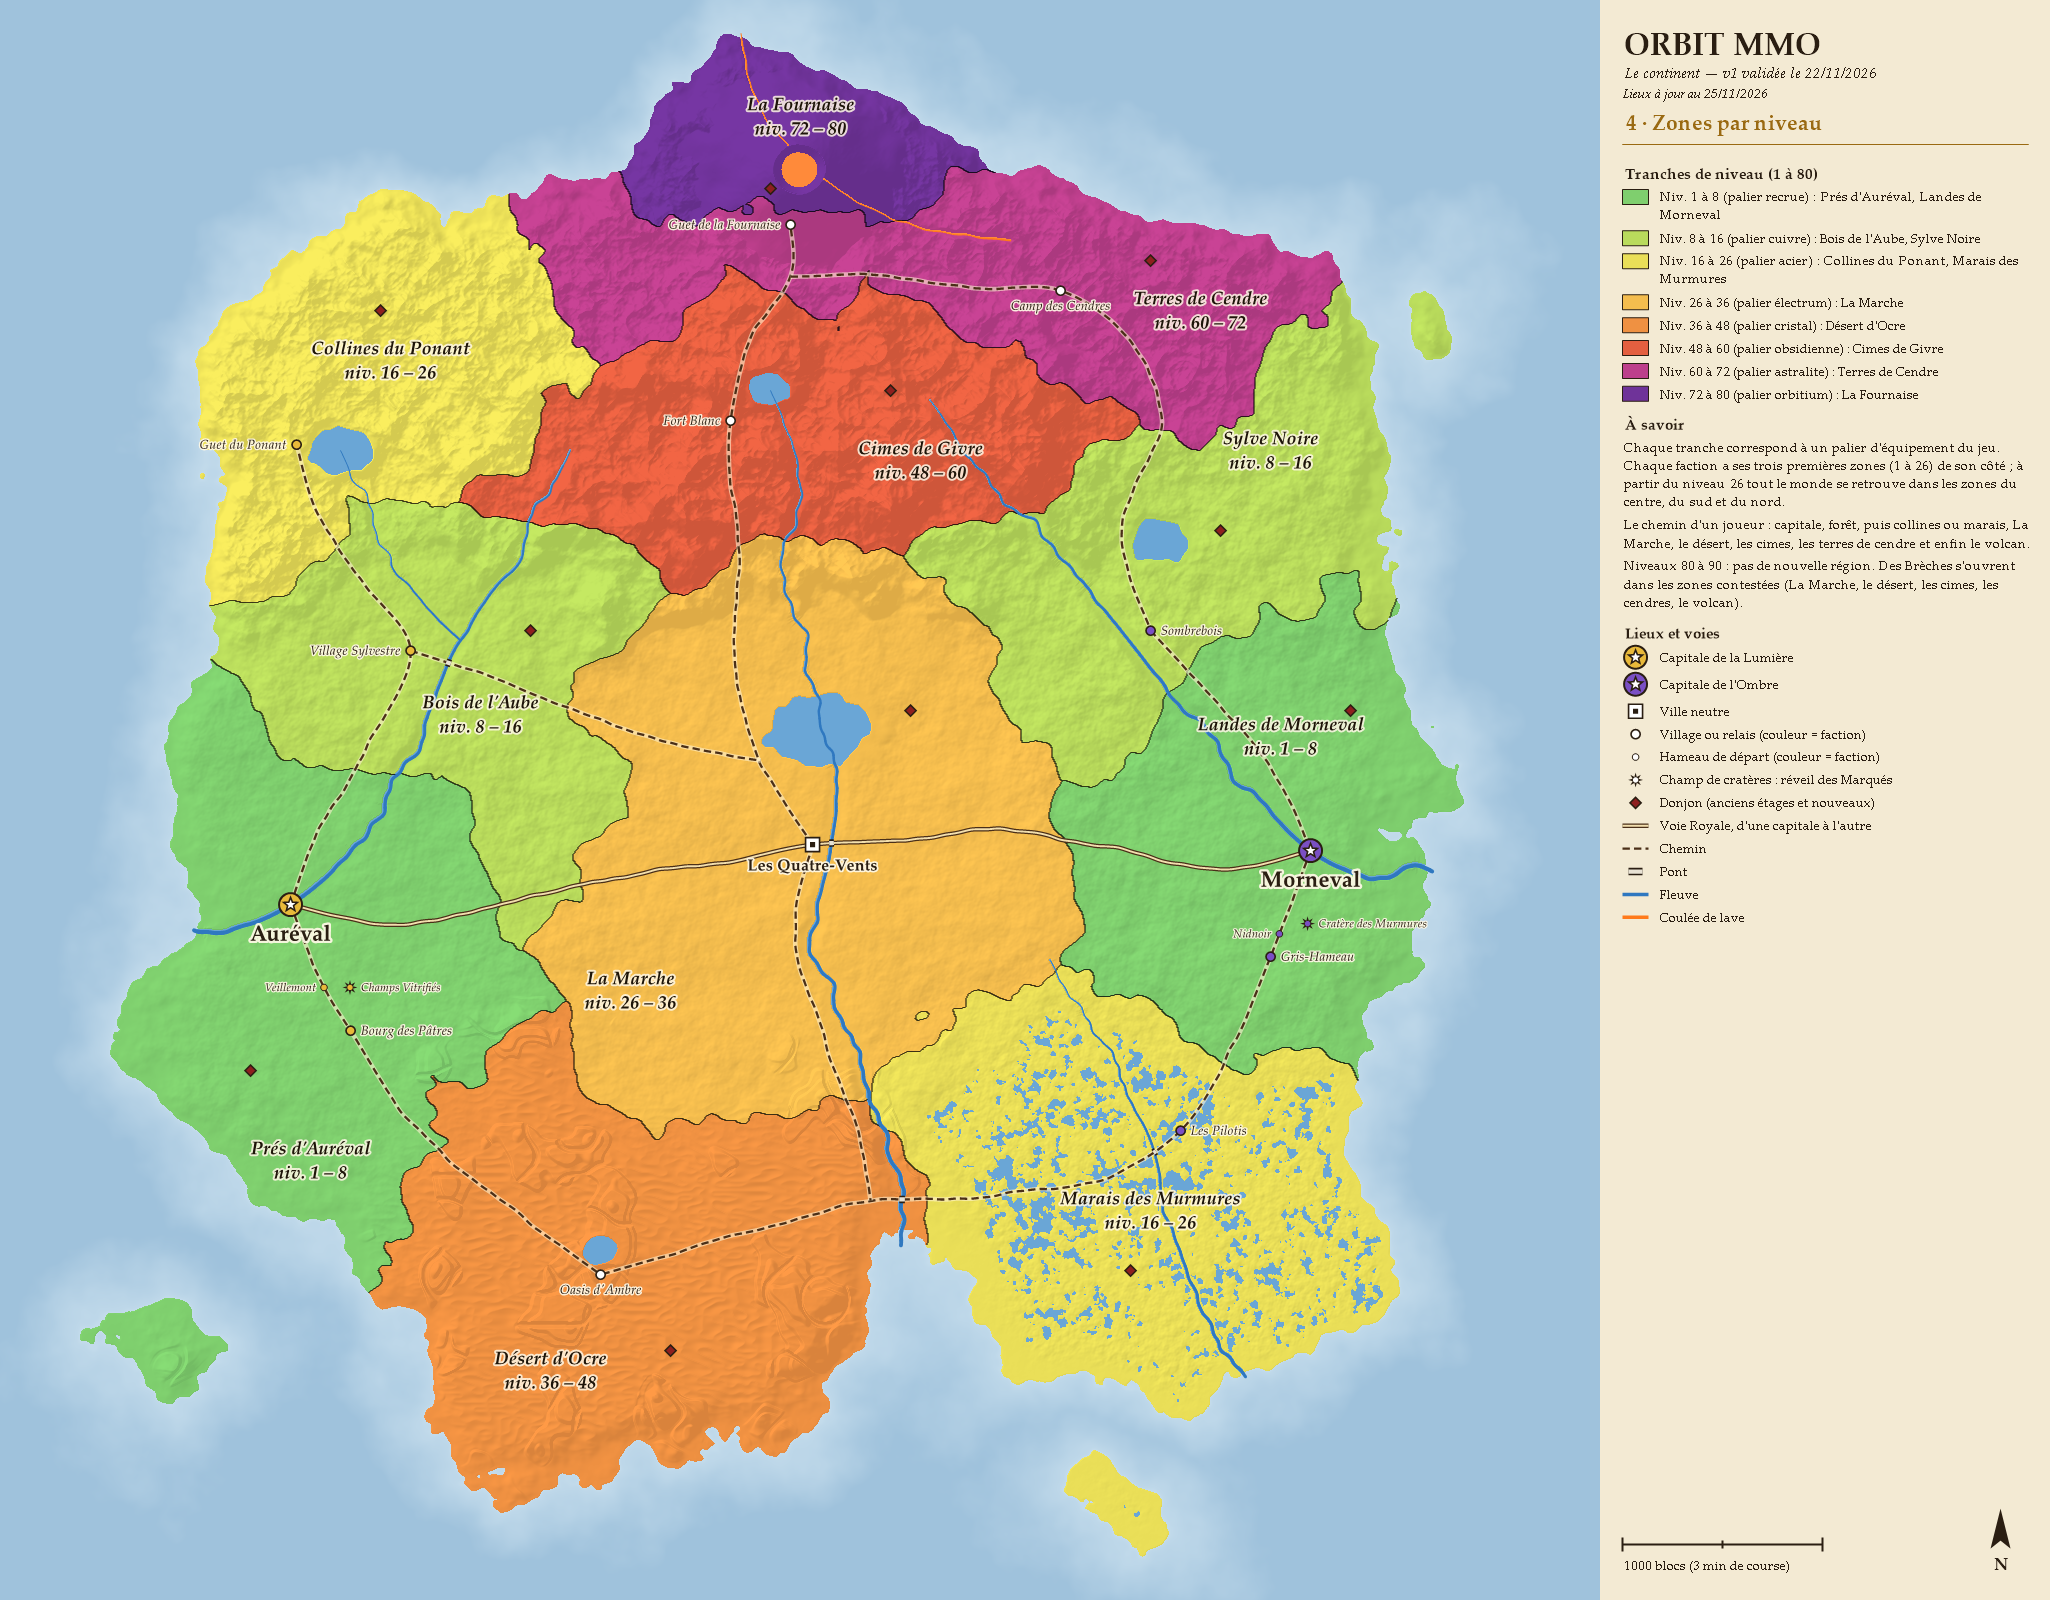 La Fournaise
niv. 72 – 80
Guet de la Fournaise
Camp des Cendres
Terres de Cendre
niv. 60 – 72
Collines du Ponant
niv. 16 – 26
Guet du Ponant
Fort Blanc
Cimes de Givre
niv. 48 – 60
Sylve Noire
niv. 8 – 16
Village Sylvestre
Sombrebois
Bois de l'Aube
niv. 8 – 16
Landes de Morneval
niv. 1 – 8
Les Quatre-Vents
Morneval
Auréval
Cratère des Murmures
Nidnoir
Gris-Hameau
La Marche
niv. 26 – 36
Veillemont
Champs Vitrifiés
Bourg des Pâtres
Prés d'Auréval
niv. 1 – 8
Les Pilotis
Marais des Murmures
niv. 16 – 26
Oasis d'Ambre
Désert d'Ocre
niv. 36 – 48
ORBIT MMO
Le continent — v1 validée le 22/11/2026
Lieux à jour au 25/11/2026
4 · Zones par niveau
Tranches de niveau (1 à 80)
Niv. 1 à 8 (palier recrue) : Prés d'Auréval, Landes de
Morneval
Niv. 8 à 16 (palier cuivre) : Bois de l'Aube, Sylve Noire
Niv. 16 à 26 (palier acier) : Collines du Ponant, Marais des
Murmures
Niv. 26 à 36 (palier électrum) : La Marche
Niv. 36 à 48 (palier cristal) : Désert d'Ocre
Niv. 48 à 60 (palier obsidienne) : Cimes de Givre
Niv. 60 à 72 (palier astralite) : Terres de Cendre
Niv. 72 à 80 (palier orbitium) : La Fournaise
À savoir
Chaque tranche correspond à un palier d'équipement du jeu.
Chaque faction a ses trois premières zones (1 à 26) de son côté ; à
partir du niveau 26 tout le monde se retrouve dans les zones du
centre, du sud et du nord.
Le chemin d'un joueur : capitale, forêt, puis collines ou marais, La
Marche, le désert, les cimes, les terres de cendre et enfin le volcan.
Niveaux 80 à 90 : pas de nouvelle région. Des Brèches s'ouvrent
dans les zones contestées (La Marche, le désert, les cimes, les
cendres, le volcan).
Lieux et voies
Capitale de la Lumière
Capitale de l'Ombre
Ville neutre
Village ou relais (couleur = faction)
Hameau de départ (couleur = faction)
Champ de cratères : réveil des Marqués
Donjon (anciens étages et nouveaux)
Voie Royale, d'une capitale à l'autre
Chemin
Pont
Fleuve
Coulée de lave
1000 blocs (3 min de course)
N